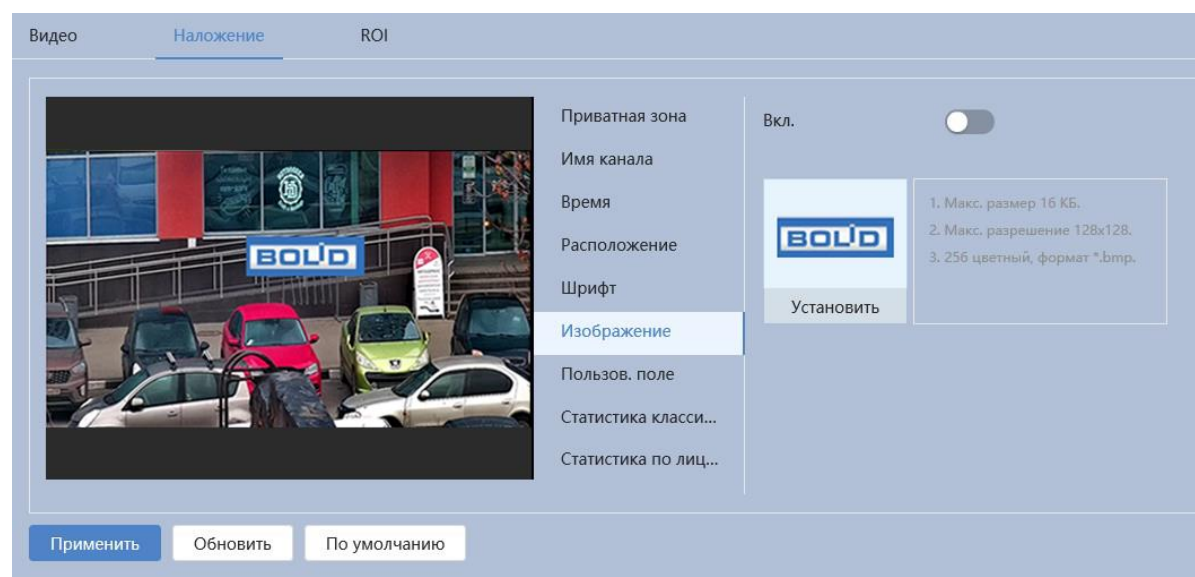 Видео
Наложение
ROI
BOLID
Приватная зона
Имя канала
Время
Расположение
Шрифт
Изображение
Пользов. поле
Статистика класси...
Статистика по лиц...
Вкл.
BOLID
Установить
1. Макс. размер 16 КБ.
2. Макс. разрешение 128x128.
3. 256 цветный, формат *.bmp.
Применить
Обновить
По умолчанию